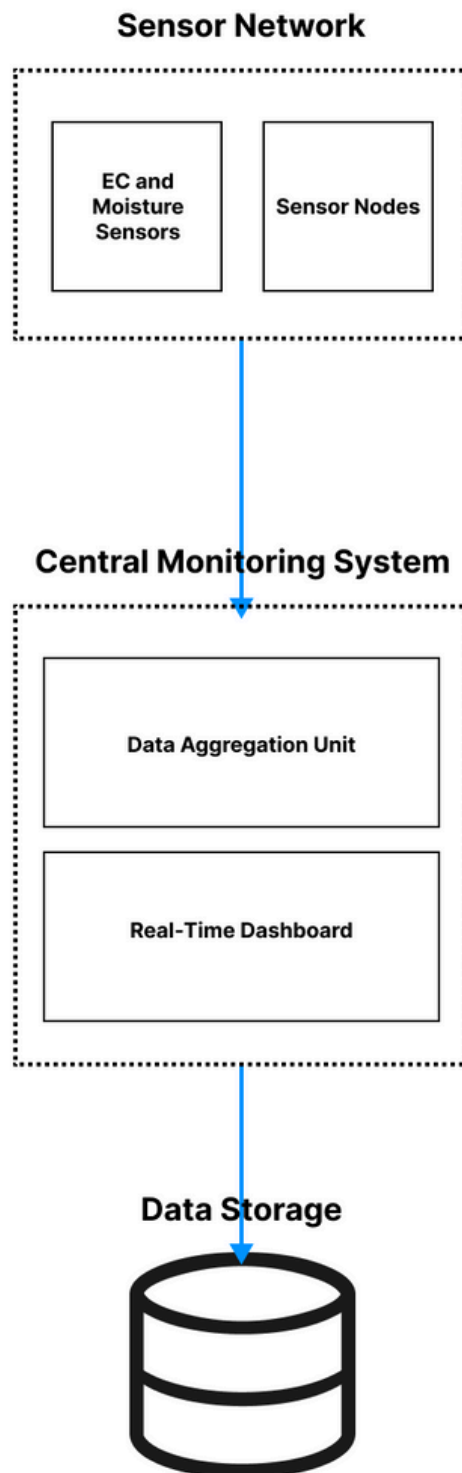 Sensor Network
EC and
Moisture
Sensors
Sensor Nodes
Central Monitoring System
Data Aggregation Unit
Real-Time Dashboard
Data Storage